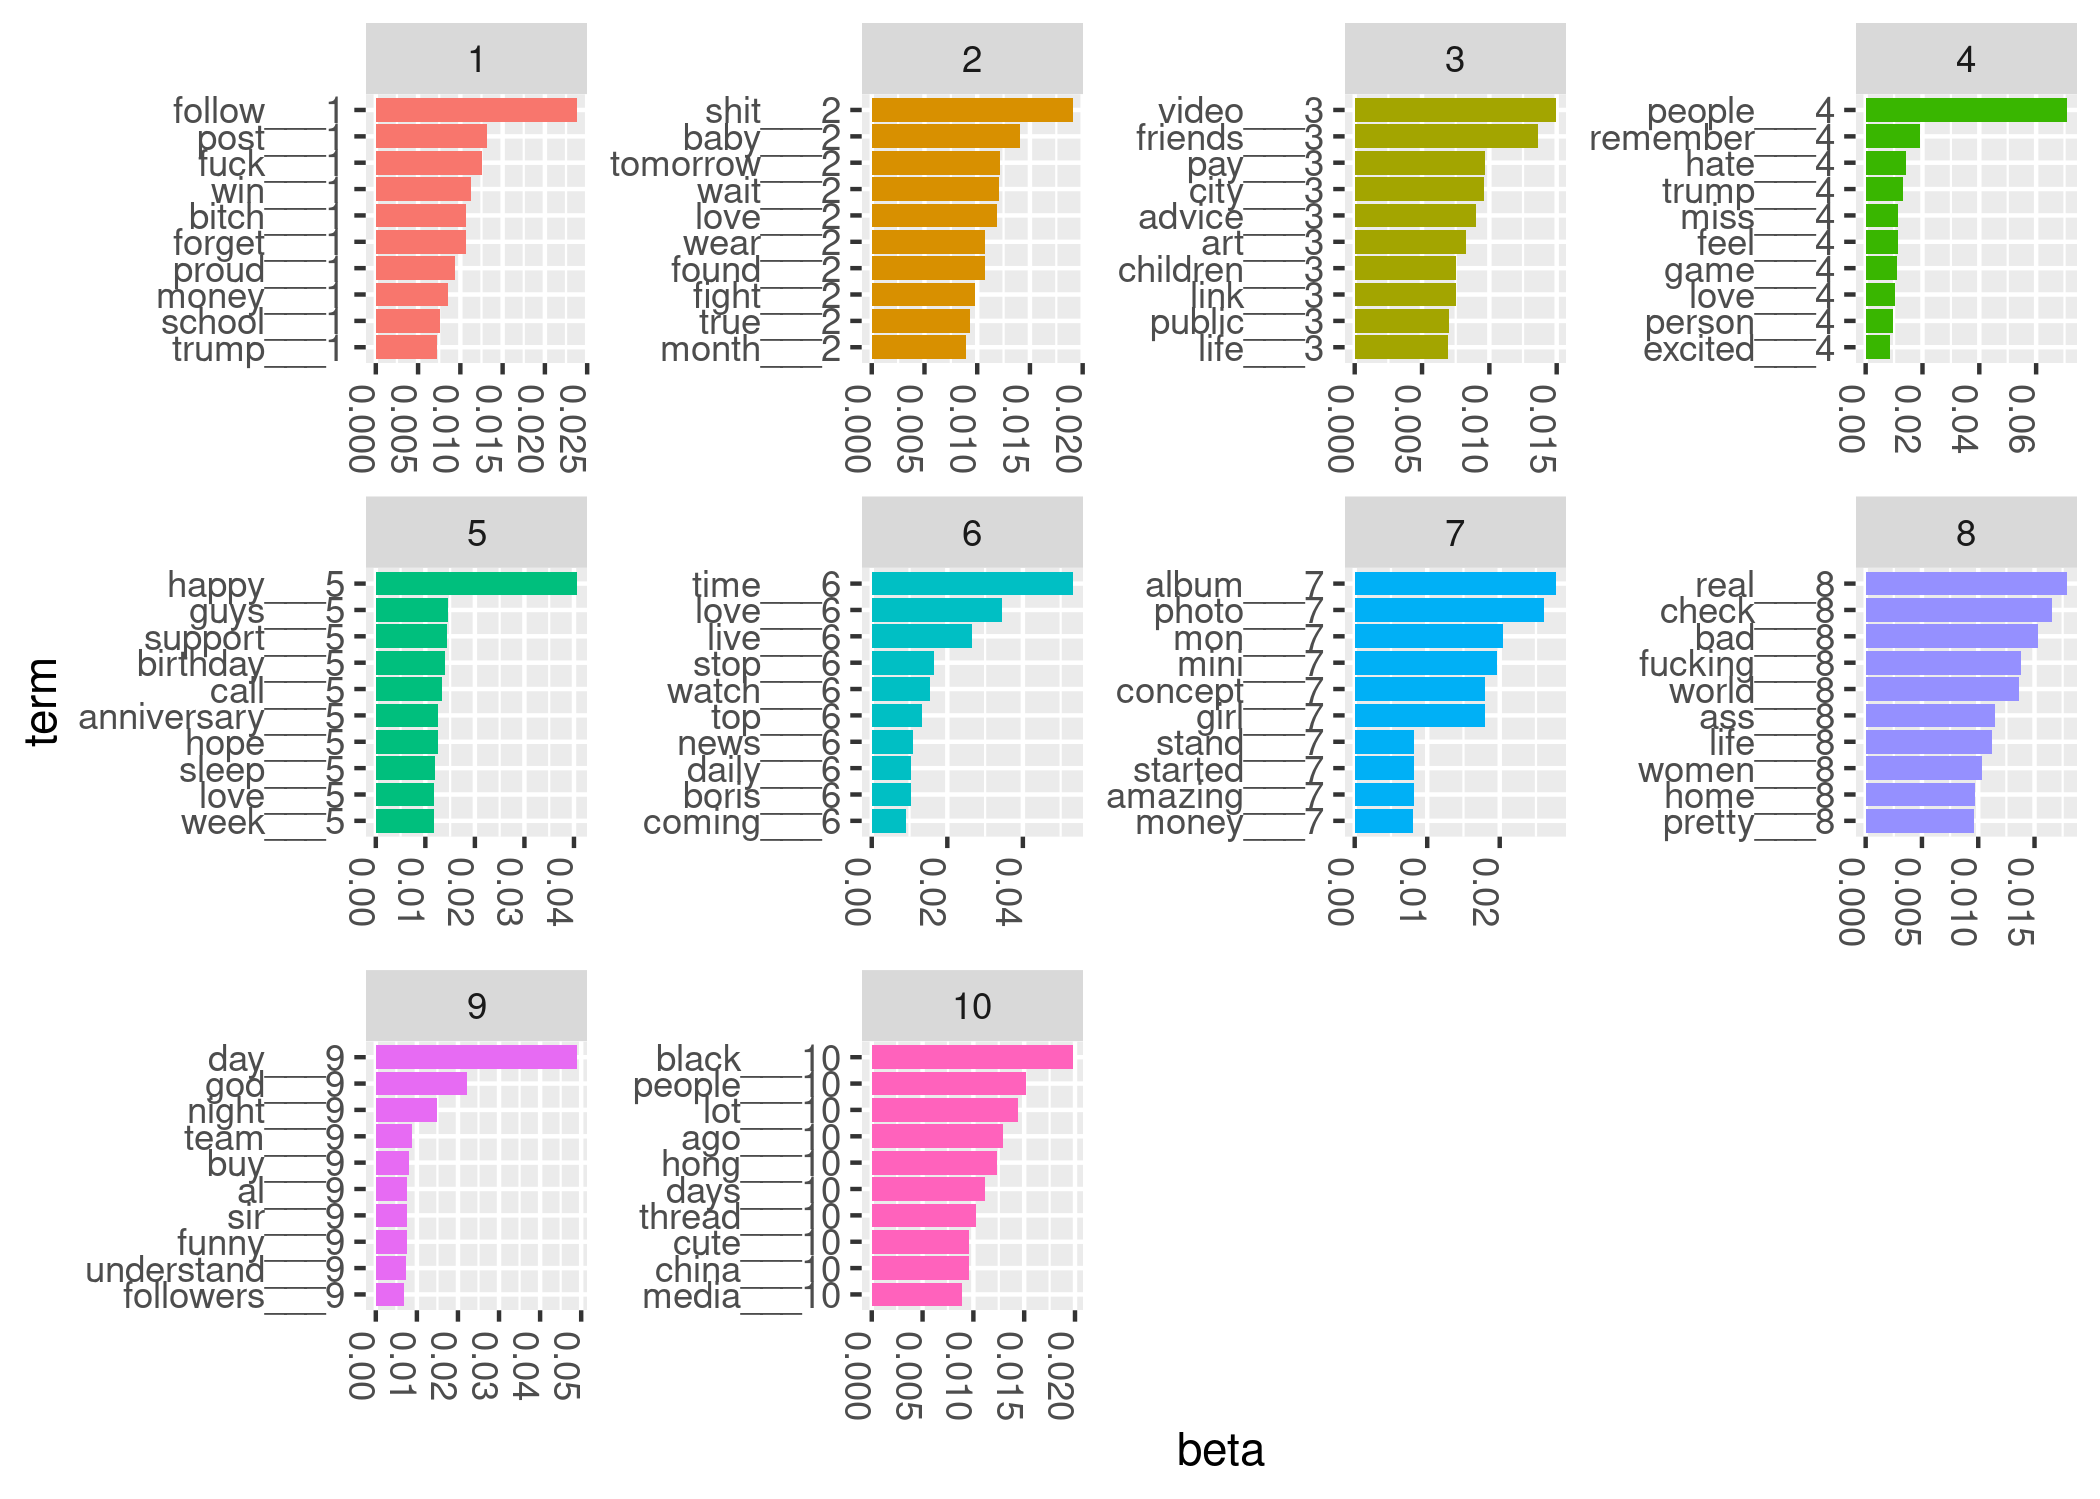 1
follow___1
post___1
fuck___1
win___1
bitch___1
forget___1
proud___1
money___1
school___1
trump___1
0.000 0.005 0.010 0.015 0.020 0.025
2
shit___2
baby___2
tomorrow___2
wait___2
love___2
wear___2
found___2
fight___2
true___2
month___2
0.000 0.005 0.010 0.015 0.020
3
video___3
friends___3
pay___3
city___3
advice___3
art___3
children___3
link___3
public___3
life___3
0.000 0.005 0.010 0.015
4
people___4
remember___4
hate___4
trump___4
miss___4
feel___4
game___4
love___4
person___4
excited___4
0.00 0.02 0.04 0.06
5
happy___5
guys___5
support___5
birthday___5
call___5
anniversary___5
hope___5
sleep___5
love___5
week___5
0.00 0.01 0.02 0.03 0.04
6
time___6
love___6
live___6
stop___6
watch___6
top___6
news___6
daily___6
boris___6
coming___6
0.00 0.02 0.04
7
album___7
photo___7
mon___7
mini___7
concept___7
girl___7
stand___7
started___7
amazing___7
money___7
0.00 0.01 0.02
8
real___8
check___8
bad___8
fucking___8
world___8
ass___8
life___8
women___8
home___8
pretty___8
0.000 0.005 0.010 0.015
9
day___9
god___9
night___9
team___9
buy___9
al___9
sir___9
funny___9
understand___9
followers___9
0.00 0.01 0.02 0.03 0.04 0.05
10
black___10
people___10
lot___10
ago___10
hong___10
days___10
thread___10
cute___10
china___10
media___10
0.000 0.005 0.010 0.015 0.020
term
beta